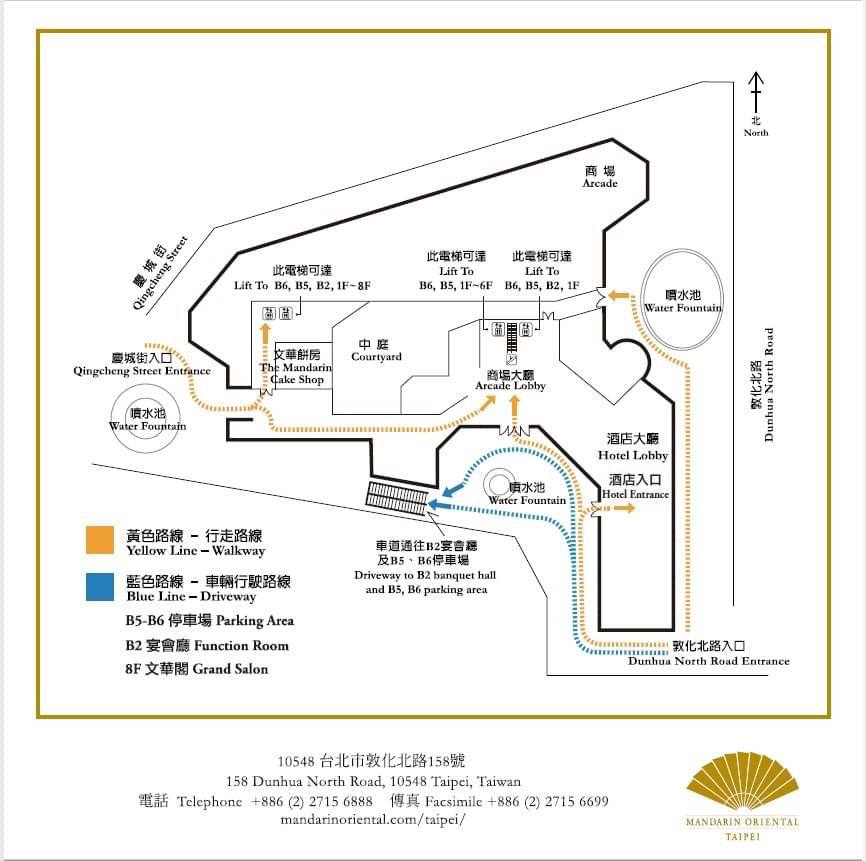 北
North
商場
Arcade
慶城街
Qingcheng Street
此電梯可達
Lift To
B6, B5, B2, 1F~8F
此電梯可達
Lift To
B6, B5, 1F~6F
此電梯可達
Lift To
B6, B5, B2, 1F
噴水池
Water Fountain
敦化北路
Dunhua North Road
慶城街入口
Qingcheng Street Entrance
文華餅房
The Mandarin
Cake Shop
中庭
Courtyard
商場大廳
Arcade Lobby
噴水池
Water Fountain
酒店大廳
Hotel Lobby
酒店入口
Hotel Entrance
噴水池
Water Fountain
車道通往B2宴會廳
及B5、B6停車場
Driveway to B2 banquet hall
and B5, B6 parking area
黃色路線 – 行走路線
Yellow Line – Walkway
藍色路線 – 車輛行駛路線
Blue Line – Driveway
B5-B6 停車場 Parking Area
B2 宴會廳 Function Room
8F 文華閣 Grand Salon
敦化北路入口
Dunhua North Road Entrance
10548 台北市敦化北路158號
158 Dunhua North Road, 10548 Taipei, Taiwan
電話 Telephone +886 (2) 2715 6888 傳真 Facsimile +886 (2) 2715 6699
mandarinoriental.com/taipei/
MANDARIN ORIENTAL
TAIPEI